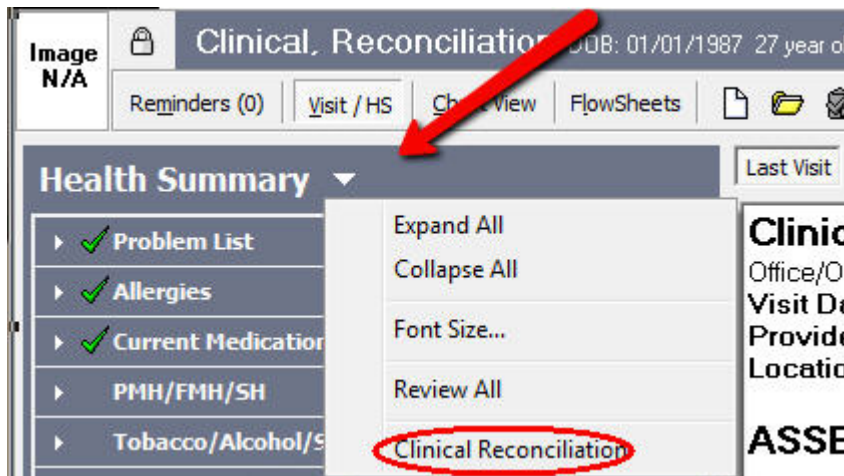 Image N/A
Clinical, Reconciliation DOB: 01/01/1987 27 year
Reminders (0) Visit / HS Chart View FlowSheets
Health Summary
Last Visit
Problem List
Allergies
Current Medication
PMH/FMH/SH
Tobacco/Alcohol/S
Expand All
Collapse All
Font Size...
Review All
Clinical Reconciliation
Clinic
Office/O
Visit Da
Provide
Locatio
ASSE